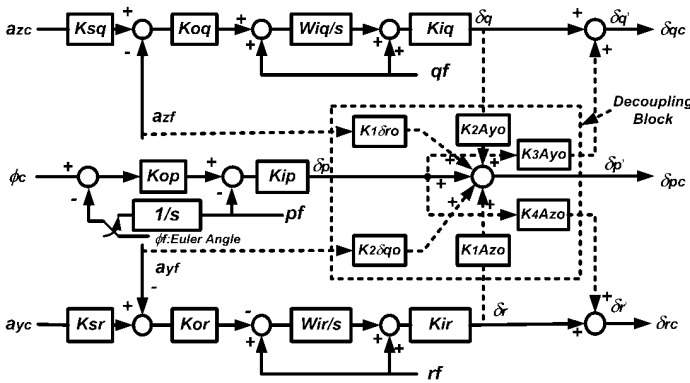 azc Ksq + - Koq + Wiq/s + + Kiq δq + + δq' δqc
qf
azf
Decoupling
Block
K1δro K2Ayo K3Ayo
ϕc + - Kop + - Kip δp + + + + + δp' δpc
1/s pf
ϕf:Euler Angle
K4Azo
K2δqo K1Azo
ayf
ayc Ksr + - Kor - + Wir/s + + Kir δr + + δr' δrc
rf